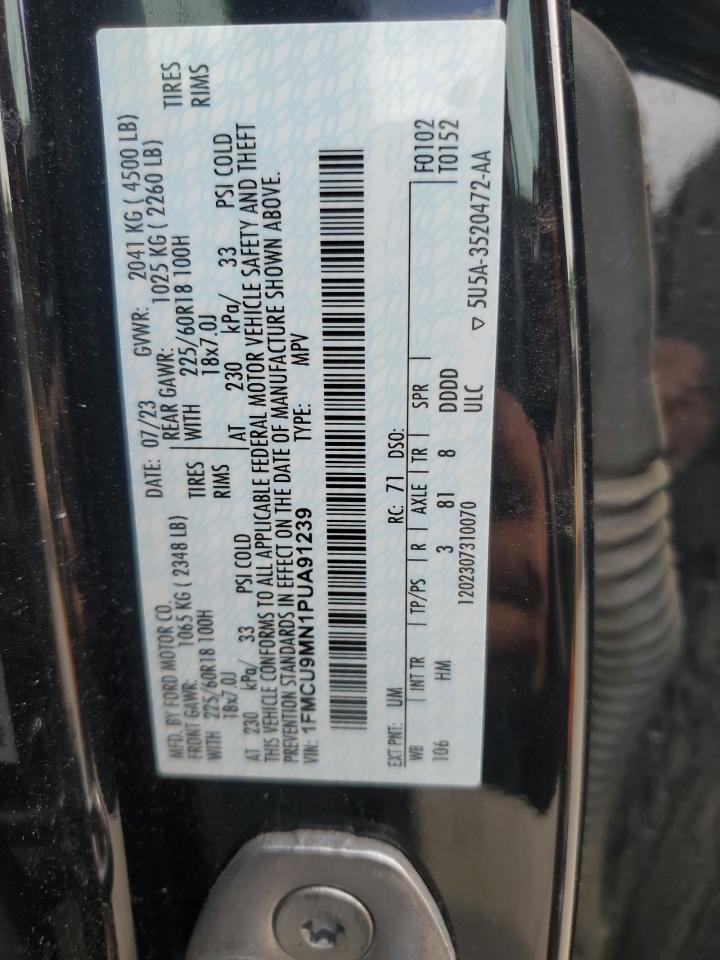 MFD. BY FORD MOTOR CO. DATE: 07/23 GVWR: 2041 KG ( 4500 LB)
FRONT GAWR: 1065 KG ( 2348 LB) REAR GAWR: 1025 KG ( 2260 LB)
WITH 225/60R18 100H TIRES WITH 225/60R18 100H TIRES
18x7.0J RIMS 18x7.0J RIMS
AT 230 kPa/ 33 PSI COLD AT 230 kPa/ 33 PSI COLD
THIS VEHICLE CONFORMS TO ALL APPLICABLE FEDERAL MOTOR VEHICLE SAFETY AND THEFT
PREVENTION STANDARDS IN EFFECT ON THE DATE OF MANUFACTURE SHOWN ABOVE.
VIN: 1FMCU9MN1PUA91239 TYPE: MPV
EXT PNT: UM RC: 71 DSO: F0102
WB INT TR TP/PS R AXLE TR SPR T0152
106 HM 3 81 8 DDDD
1202307310070 ULC ▽ 5U5A-3520472-AA